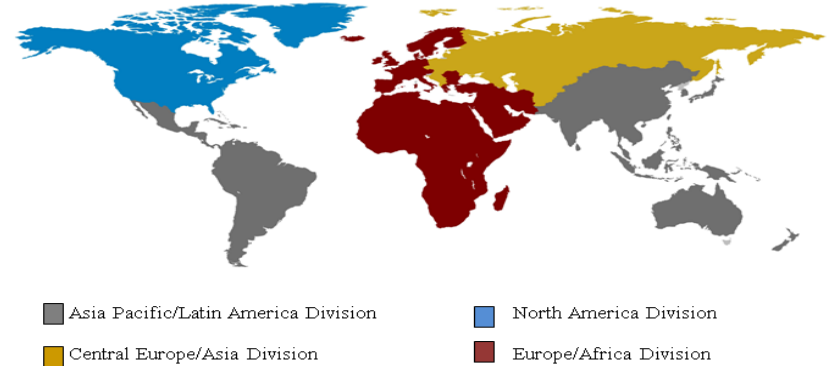 Asia Pacific/Latin America Division
North America Division
Central Europe/Asia Division
Europe/Africa Division